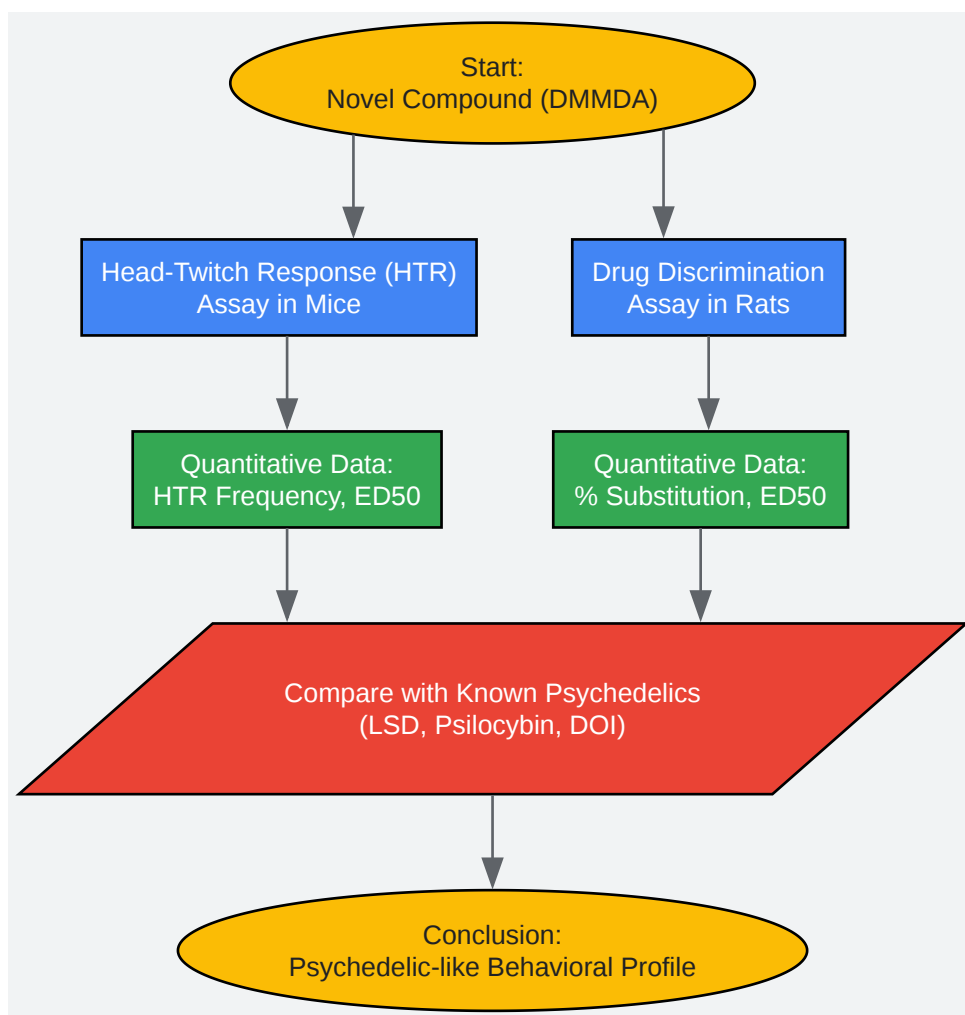 Start:
Novel Compound (DMMDA)
Head-Twitch Response (HTR)
Assay in Mice
Drug Discrimination
Assay in Rats
Quantitative Data:
HTR Frequency, ED50
Quantitative Data:
% Substitution, ED50
Compare with Known Psychedelics
(LSD, Psilocybin, DOI)
Conclusion:
Psychedelic-like Behavioral Profile